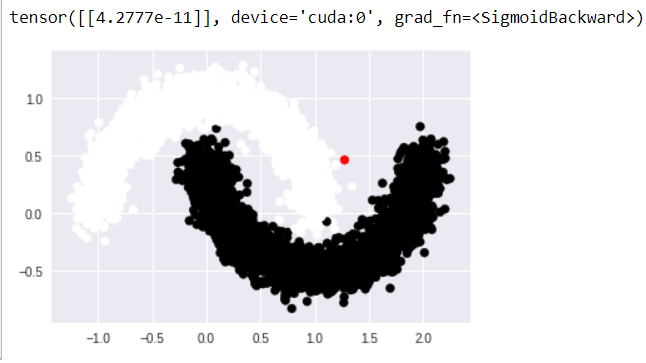 tensor([[4.2777e-11]], device='cuda:0', grad_fn=<SigmoidBackward>)
1.0
0.5
0.0
−0.5
−1.0 −0.5 0.0 0.5 1.0 1.5 2.0